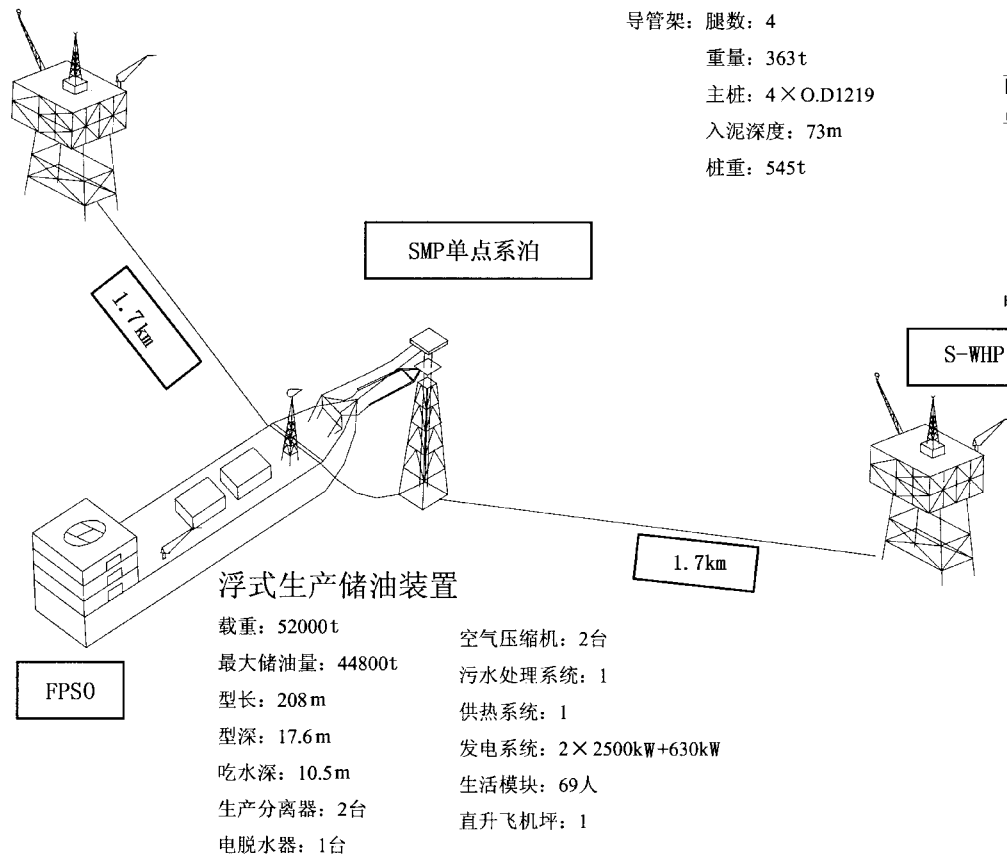 导管架：腿数：4
重量：363t
主桩：4×O.D1219
入泥深度：73m
桩重：545t
SMP单点系泊
1.7km
S-WHP
1.7km
浮式生产储油装置
载重：52000t
最大储油量：44800t
型长：208m
型深：17.6m
吃水深：10.5m
生产分离器：2台
电脱水器：1台
空气压缩机：2台
污水处理系统：1
供热系统：1
发电系统：2×2500kW+630kW
生活模块：69人
直升飞机坪：1
FPSO